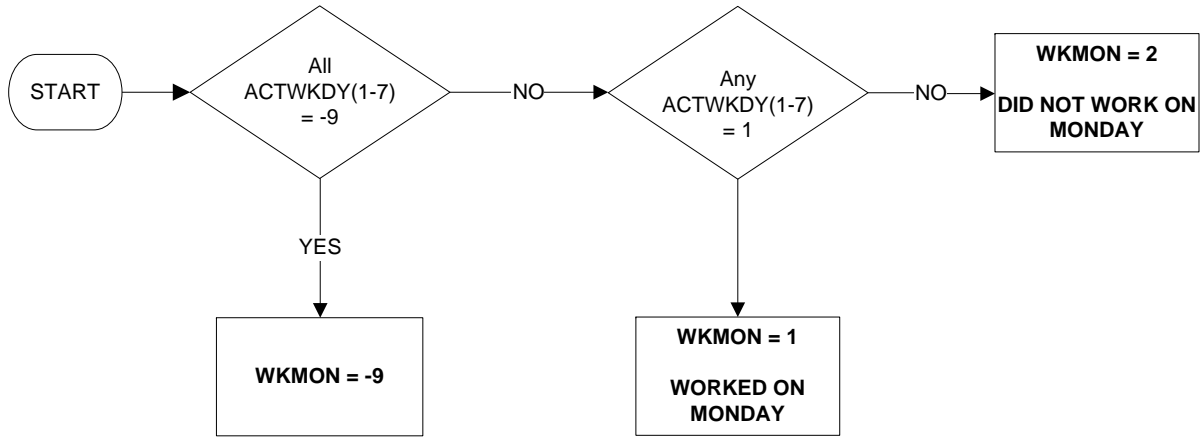 START
All
ACTWKDY(1-7)
= -9
NO
Any
ACTWKDY(1-7)
= 1
NO
WKMON = 2
DID NOT WORK ON
MONDAY
YES
WKMON = -9
WKMON = 1
WORKED ON
MONDAY